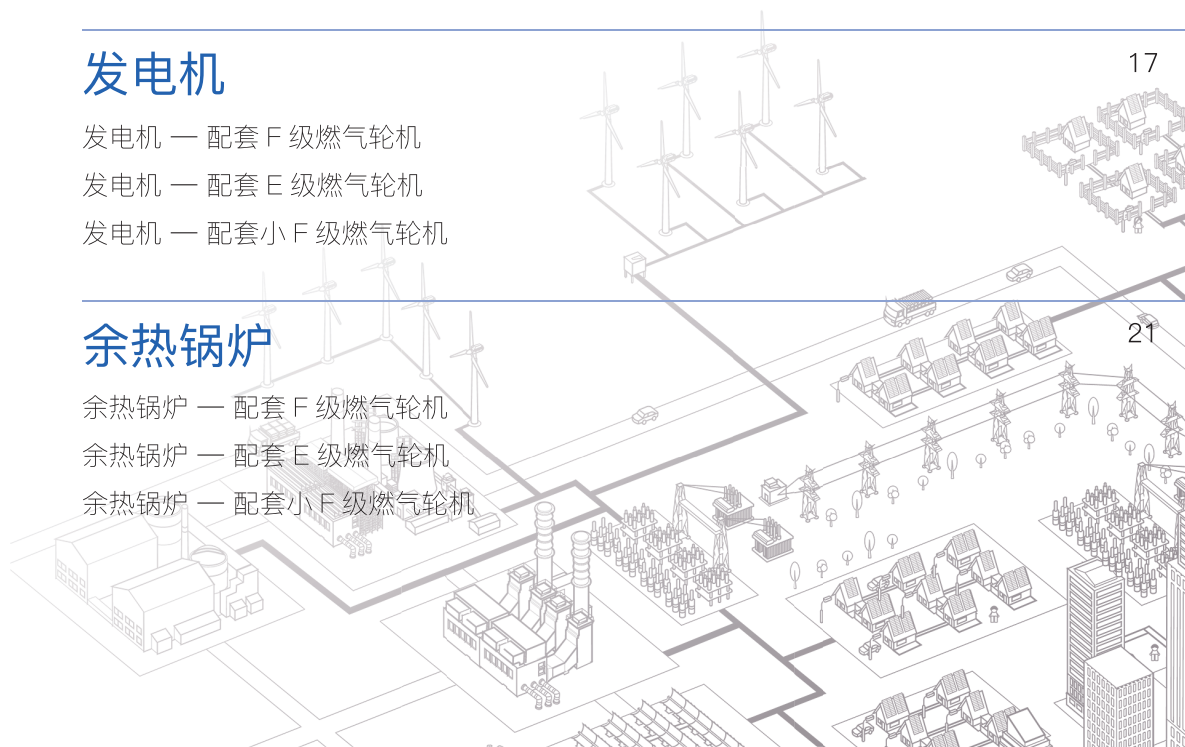 发电机 17
发电机 — 配套 F 级燃气轮机
发电机 — 配套 E 级燃气轮机
发电机 — 配套小 F 级燃气轮机
余热锅炉 21
余热锅炉 — 配套 F 级燃气轮机
余热锅炉 — 配套 E 级燃气轮机
余热锅炉 — 配套小 F 级燃气轮机